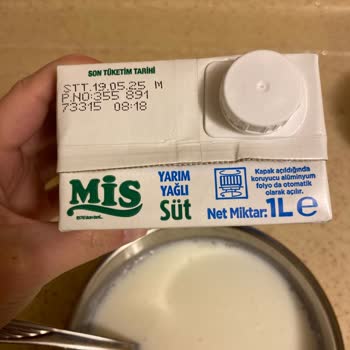 SON TÜKETİM TARİHİ
STT.19.05.25 M
P.NO:355 891
73315 08:18
MİS
YARIM
YAĞLI
Süt
Kapak açıldığında
koruyucu alüminyum
folyo da otomatik
olarak açılır.
Net Miktar: 1L e